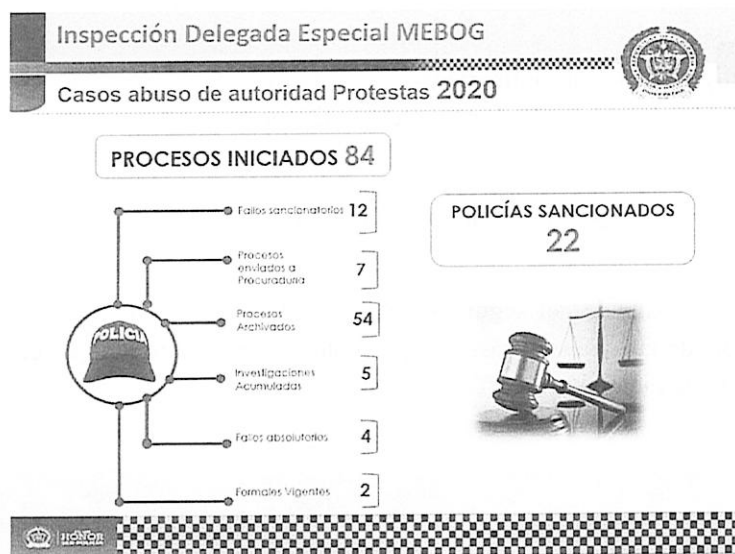 Inspección Delegada Especial MEBOG
Casos abuso de autoridad Protestas 2020
PROCESOS INICIADOS 84
Fallos sancionatorios 12
Procesos
enviados a
Procuraduria
7
Procesos
Archivados
54
Investigaciones
Acumuladas
5
Fallos absolutorios 4
Formales Vigentes 2
POLICÍAS SANCIONADOS
22
POLICIA
HONOR